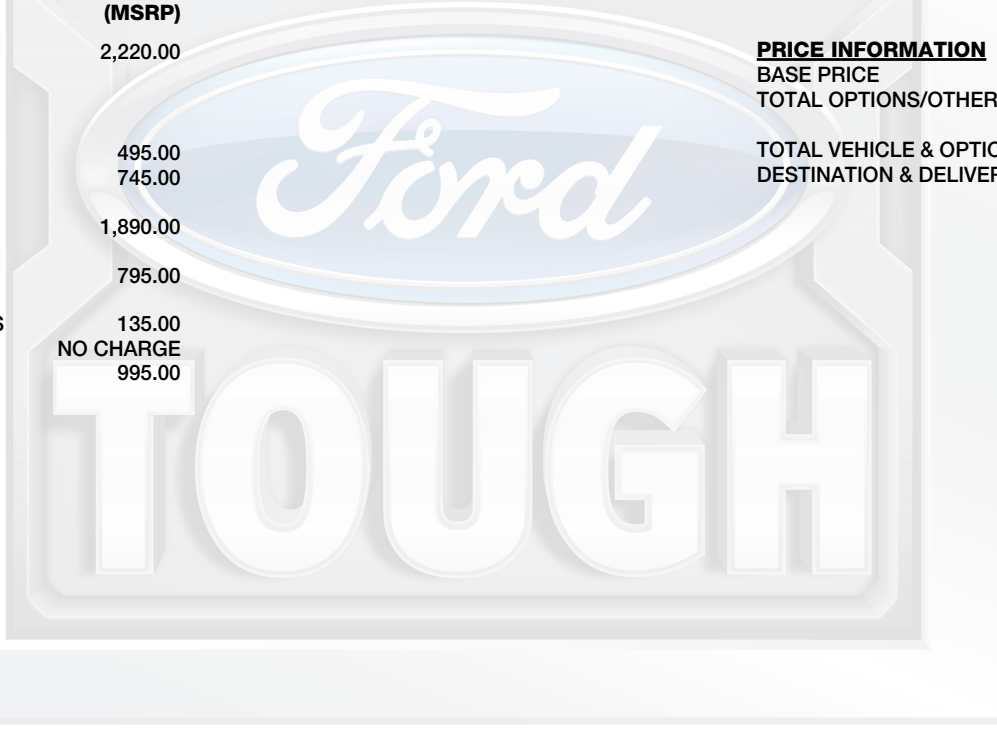 (MSRP)
2,220.00
495.00
745.00
1,890.00
795.00
S 135.00
NO CHARGE
995.00
PRICE INFORMATION
BASE PRICE
TOTAL OPTIONS/OTHER
TOTAL VEHICLE & OPTIO
DESTINATION & DELIVER
Ford
TOUGH